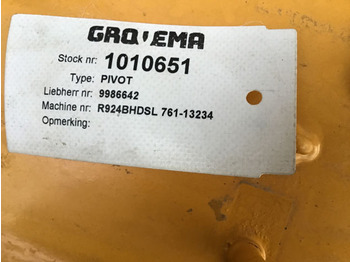 GROVEMA
Stock nr: 1010651
Type: PIVOT
Liebherr nr: 9986642
Machine nr: R924BHDSL 761-13234
Opmerking: